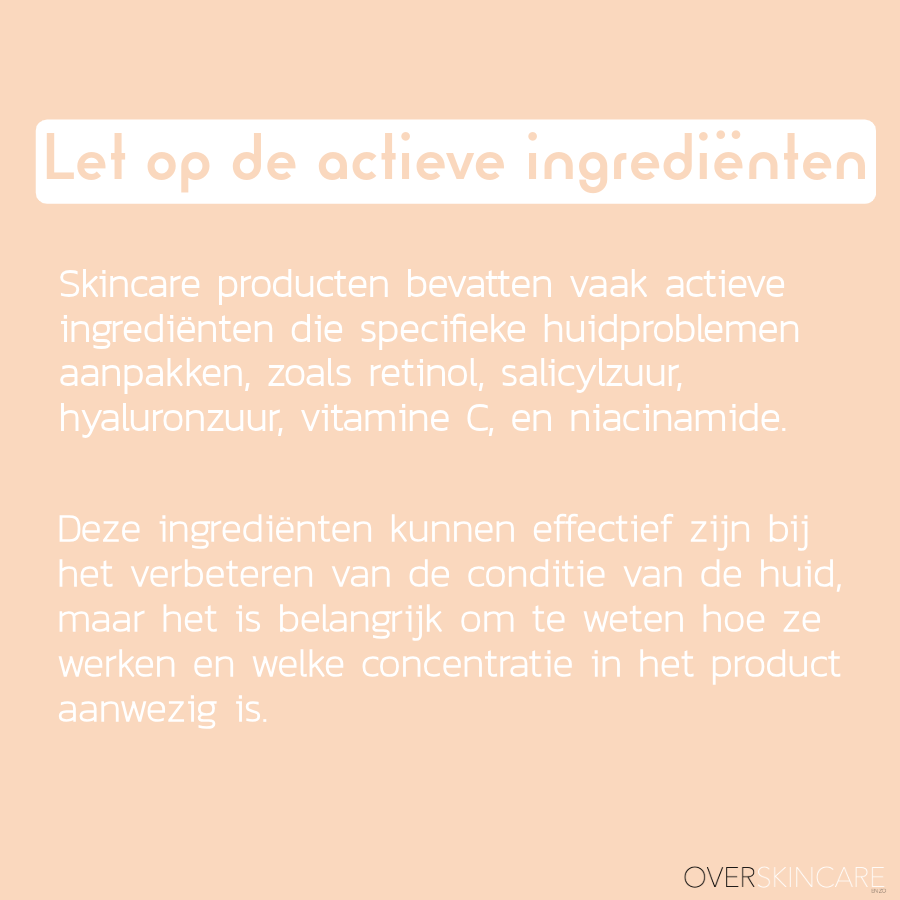 Let op de actieve ingrediënten
Skincare producten bevatten vaak actieve
ingrediënten die specifieke huidproblemen
aanpakken, zoals retinol, salicylzuur,
hyaluronzuur, vitamine C, en niacinamide.
Deze ingrediënten kunnen effectief zijn bij
het verbeteren van de conditie van de huid,
maar het is belangrijk om te weten hoe ze
werken en welke concentratie in het product
aanwezig is.
OVERSKINCARE
ENZO